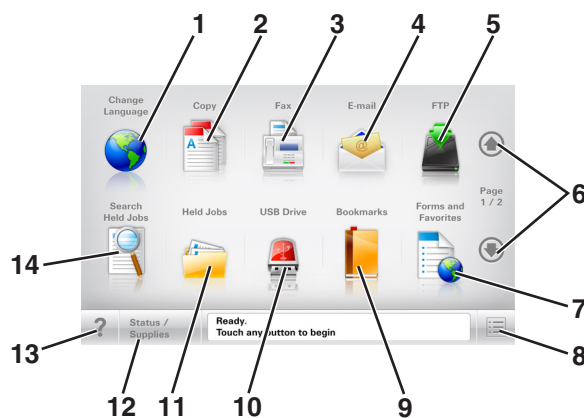 1 2 3 4 5
Change
Language
Copy
Fax
E-mail
FTP
A
@
6
Page
1 / 2
Search
Held Jobs
Held Jobs
USB Drive
Bookmarks
Forms and
Favorites
14
7
?
Status /
Supplies
Ready.
Touch any button to begin
13
12
11
10
9
8